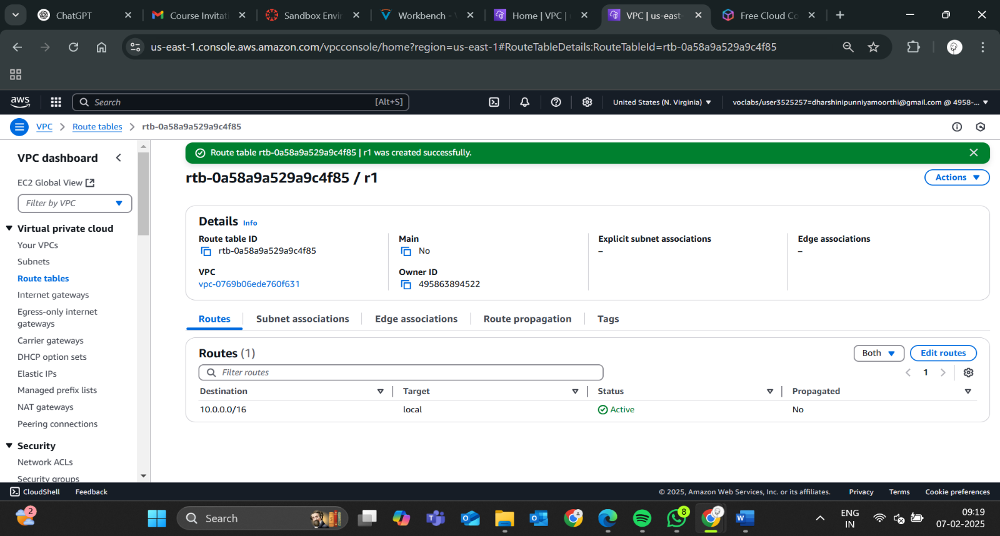 ChatGPT
Course Invitat
Sandbox Envir
Workbench - 
Home | VPC |
VPC | us-east-
Free Cloud Co
us-east-1.console.aws.amazon.com/vpcconsole/home?region=us-east-1#RouteTableDetails:RouteTableId=rtb-0a58a9a529a9c4f85
aws
Search
[Alt+S]
United States (N. Virginia)
voclabs/user3525257=dharshinipunniyamoorthi@gmail.com @ 4958-...
VPC
Route tables
rtb-0a58a9a529a9c4f85
VPC dashboard
EC2 Global View
Filter by VPC
Virtual private cloud
Your VPCs
Subnets
Route tables
Internet gateways
Egress-only internet
gateways
Carrier gateways
DHCP option sets
Elastic IPs
Managed prefix lists
NAT gateways
Peering connections
Security
Network ACLs
Security groups
Route table rtb-0a58a9a529a9c4f85 | r1 was created successfully.
rtb-0a58a9a529a9c4f85 / r1
Actions
Details Info
Route table ID
rtb-0a58a9a529a9c4f85
Main
No
Explicit subnet associations
–
Edge associations
–
VPC
vpc-0769b06ede760f631
Owner ID
495863894522
Routes
Subnet associations
Edge associations
Route propagation
Tags
Routes (1)
Both
Edit routes
Filter routes
1
Destination
Target
Status
Propagated
10.0.0.0/16
local
Active
No
CloudShell
Feedback
© 2025, Amazon Web Services, Inc. or its affiliates.
Privacy
Terms
Cookie preferences
2
Search
8
ENG
IN
09:19
07-02-2025